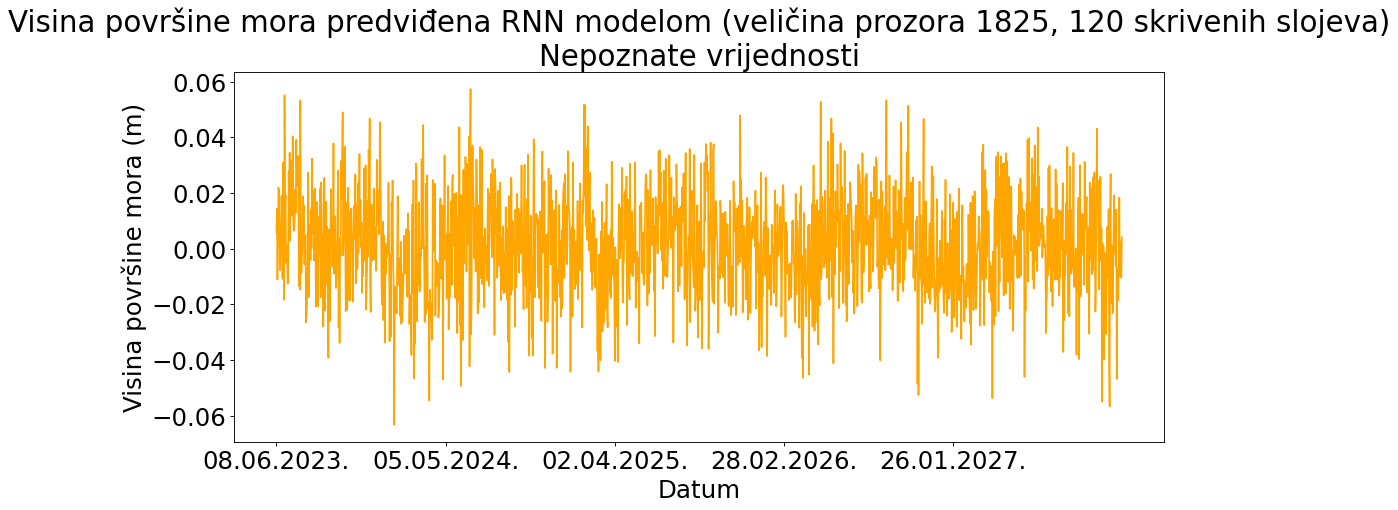 Visina površine mora predviđena RNN modelom (veličina prozora 1825, 120 skrivenih slojeva)
Nepoznate vrijednosti
0.06
0.04
0.02
0.00
−0.02
−0.04
−0.06
Visina površine mora (m)
08.06.2023. 05.05.2024. 02.04.2025. 28.02.2026. 26.01.2027.
Datum